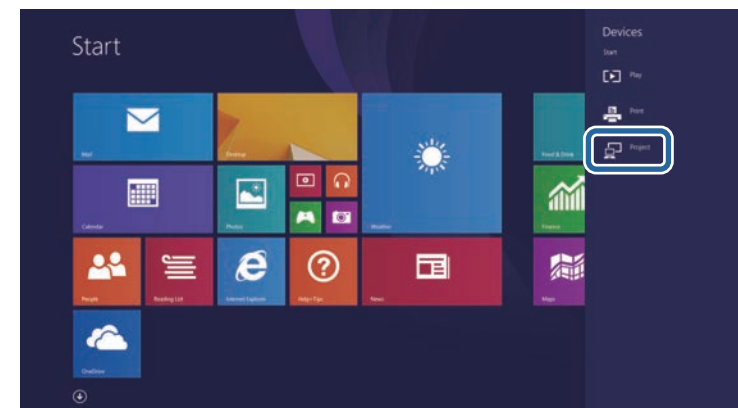 Start
Devices
Start
Play
Print
Project
Mail
Desktop
Weather
Food & Drink
Calendar
Photos
Finance
People
Reading List
Internet Explorer
Help+Tips
News
Maps
OneDrive